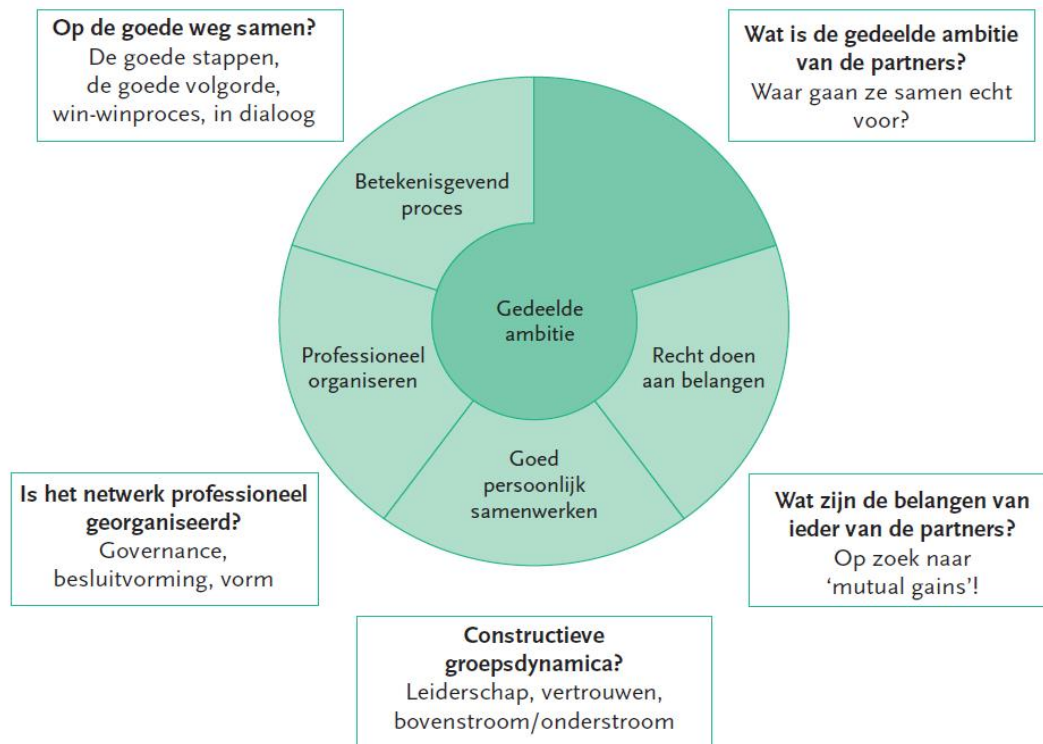 Op de goede weg samen?
De goede stappen,
de goede volgorde,
win-winproces, in dialoog
Wat is de gedeelde ambitie
van de partners?
Waar gaan ze samen echt
voor?
Betekenisgevend
proces
Gedeelde
ambitie
Professioneel
organiseren
Recht doen
aan belangen
Goed
persoonlijk
samenwerken
Is het netwerk professioneel
georganiseerd?
Governance,
besluitvorming, vorm
Wat zijn de belangen van
ieder van de partners?
Op zoek naar
‘mutual gains’!
Constructieve
groepsdynamica?
Leiderschap, vertrouwen,
bovenstroom/onderstroom